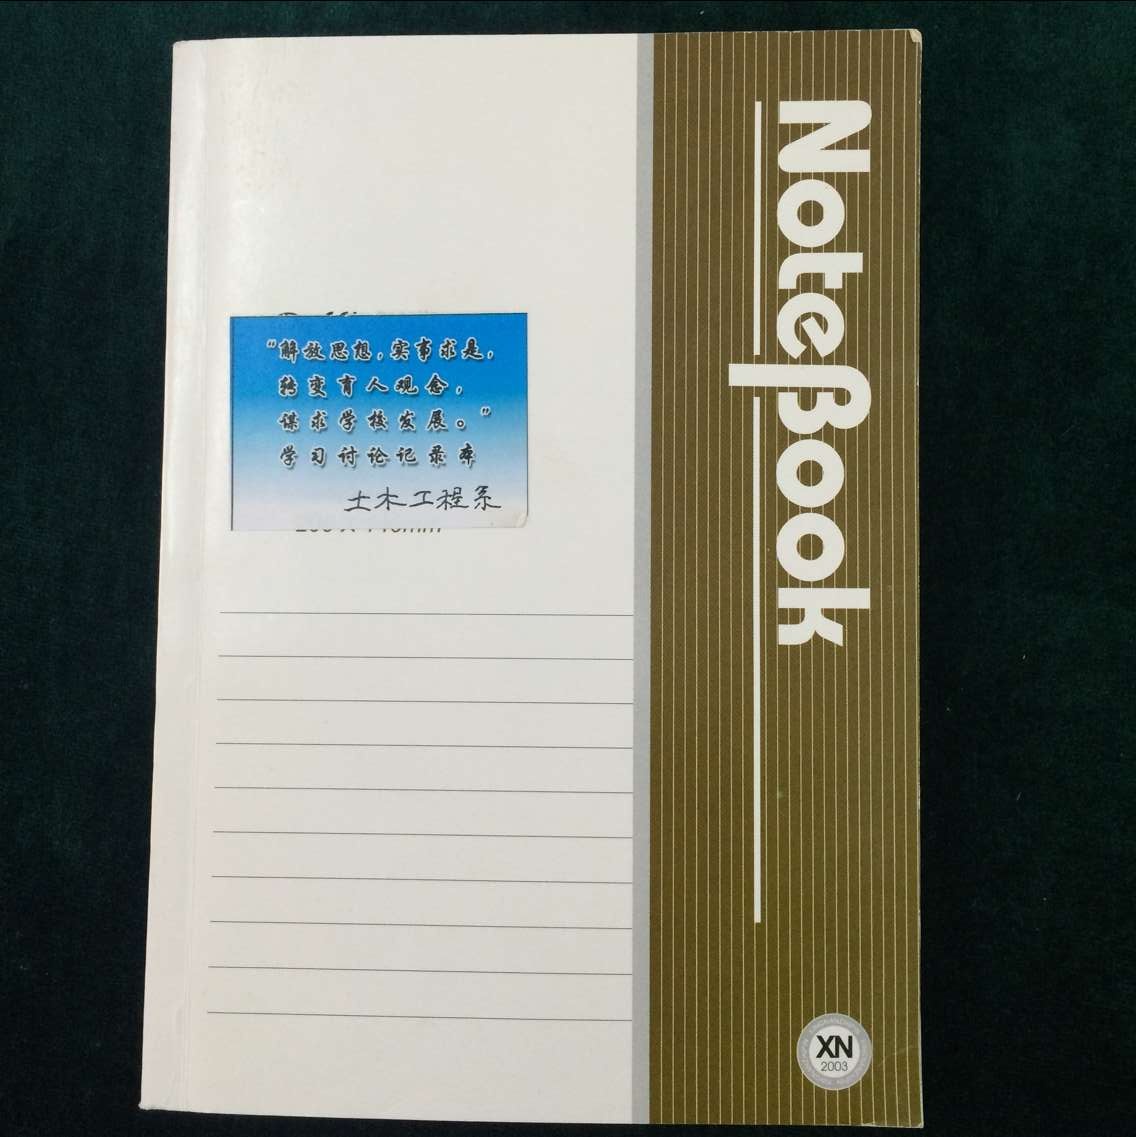 NoteBook
“解放思想,实事求是,
转变育人观念,
谋求学校发展。”
学习讨论记录本
土木工程系
XN
2003